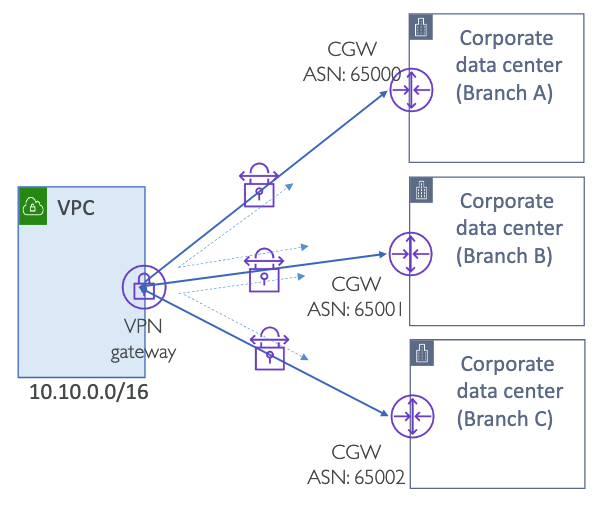 CGW
ASN: 65000
Corporate
data center
(Branch A)
VPC
Corporate
data center
(Branch B)
CGW
ASN: 65001
VPN
gateway
10.10.0.0/16
Corporate
data center
(Branch C)
CGW
ASN: 65002